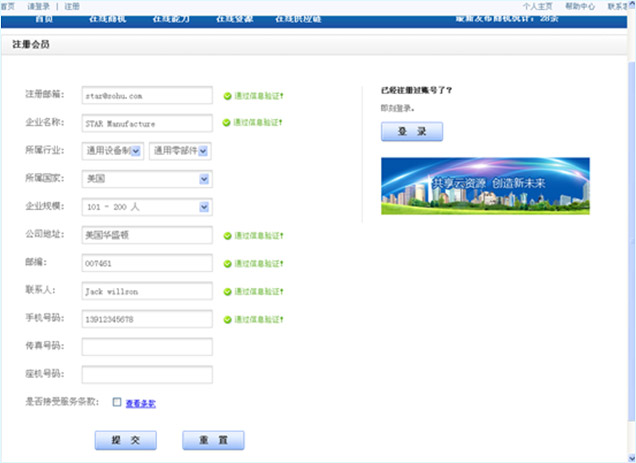 首页 请登录 | 注册 个人主页 帮助中心 联系客
首页 在线商机 在线能力 在线资源 在线供应链 最新发布商机统计：28条
注册会员
注册邮箱： star@sohu.com 通过信息验证！
企业名称： STAR Manufacture 通过信息验证！
所属行业： 通用设备制 通用零部件
所属国家： 美国
企业规模： 101 - 200 人
公司地址： 美国华盛顿 通过信息验证！
邮编： 007461 通过信息验证！
联系人： Jack willson 通过信息验证！
手机号码： 13912345678 通过信息验证！
传真号码：
座机号码：
是否接受服务条款： 查看条款
提 交 重 置
已经注册过账号了？
即刻登录。
登 录
共享云资源 创造新未来